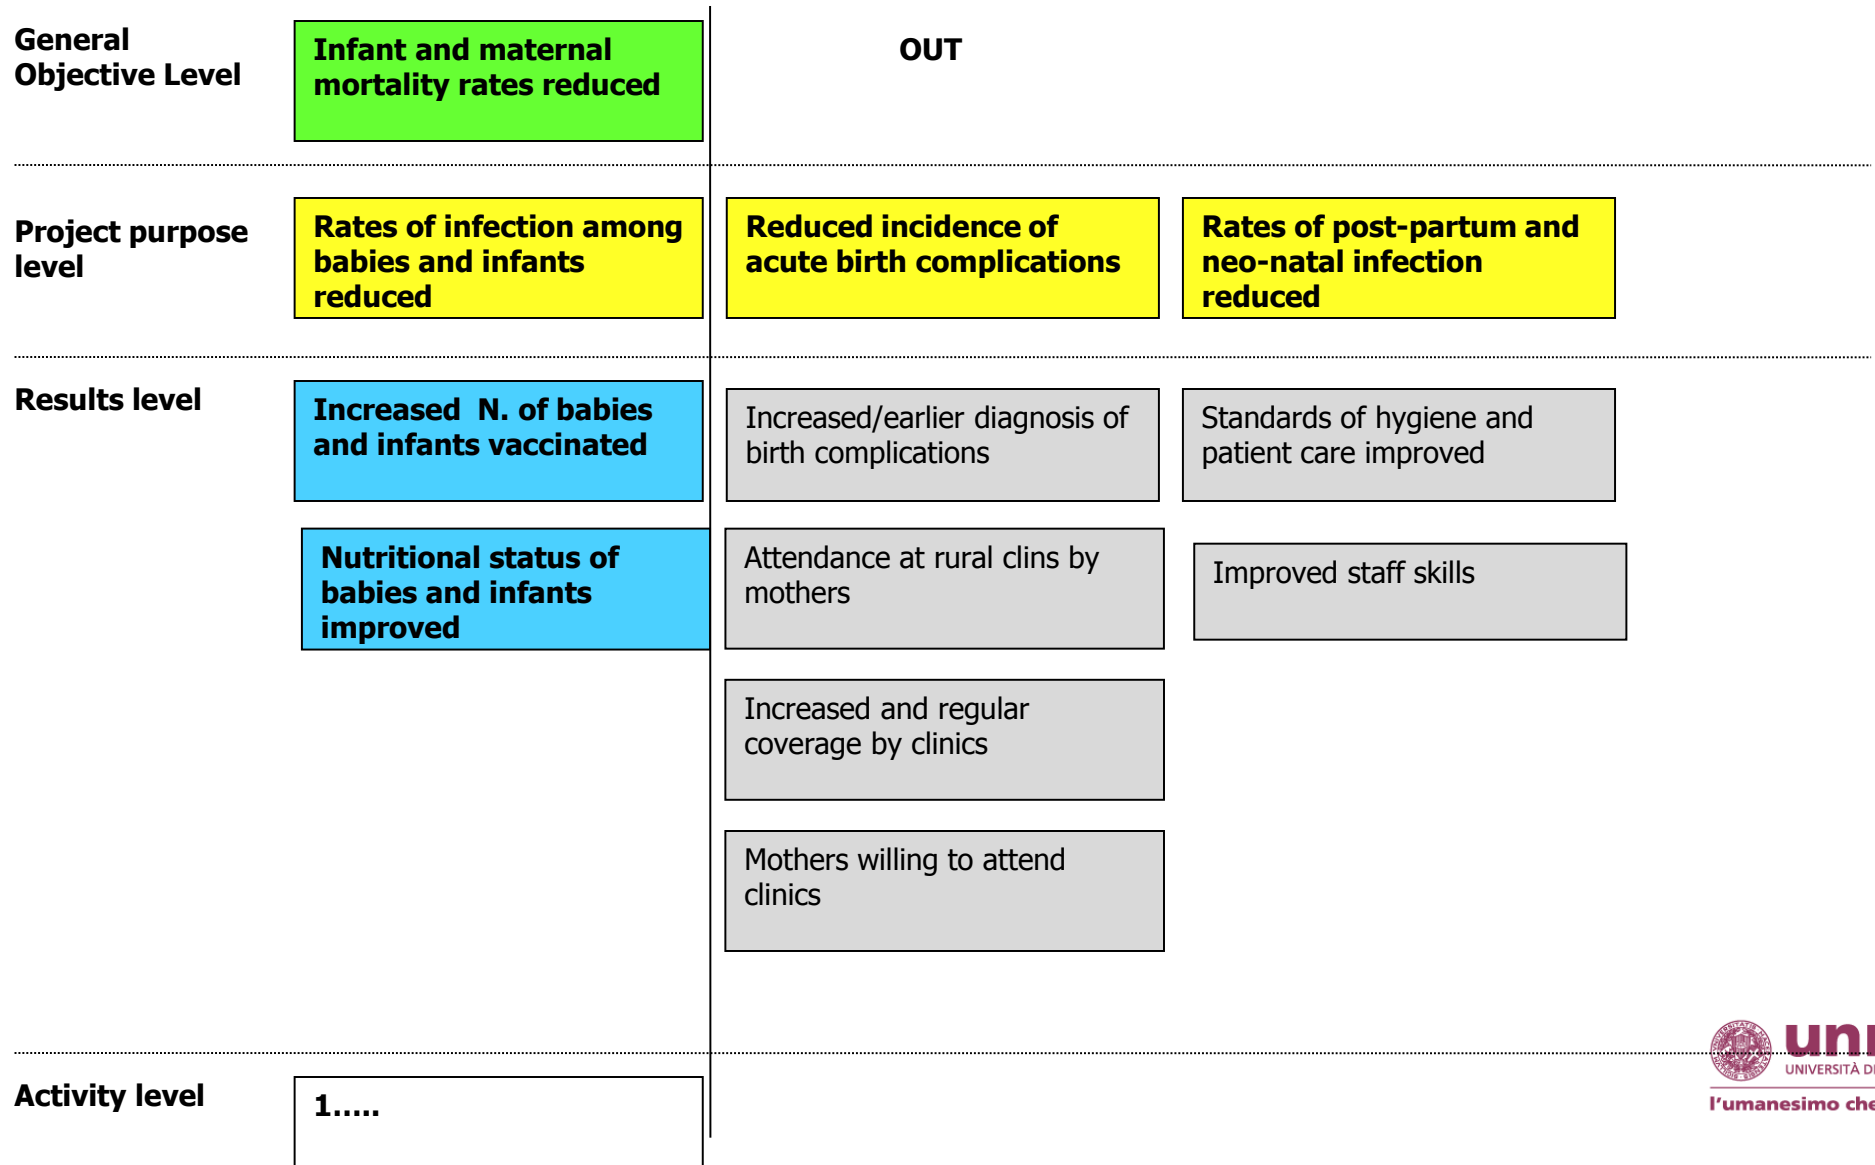 General
Objective Level
Infant and maternal
mortality rates reduced
OUT
Project purpose
level
Rates of infection among
babies and infants
reduced
Reduced incidence of
acute birth complications
Rates of post-partum and
neo-natal infection
reduced
Results level
Increased  N. of babies
and infants vaccinated
Increased/earlier diagnosis of
birth complications
Standards of hygiene and
patient care improved
Nutritional status of
babies and infants
improved
Attendance at rural clins by
mothers
Improved staff skills
Increased and regular
coverage by clinics
Mothers willing to attend
clinics
Activity level
1.....
UNIVERSITÀ
l'umanesimo che